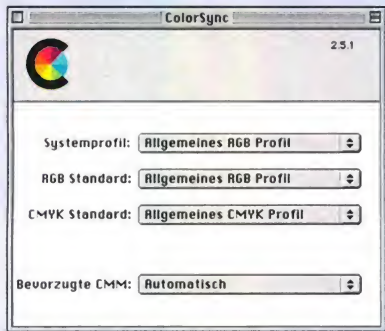 ColorSync
2.5.1
Systemprofil: Allgemeines RGB Profil
RGB Standard: Allgemeines RGB Profil
CMYK Standard: Allgemeines CMYK Profil
Bevorzugte CMM: Automatisch